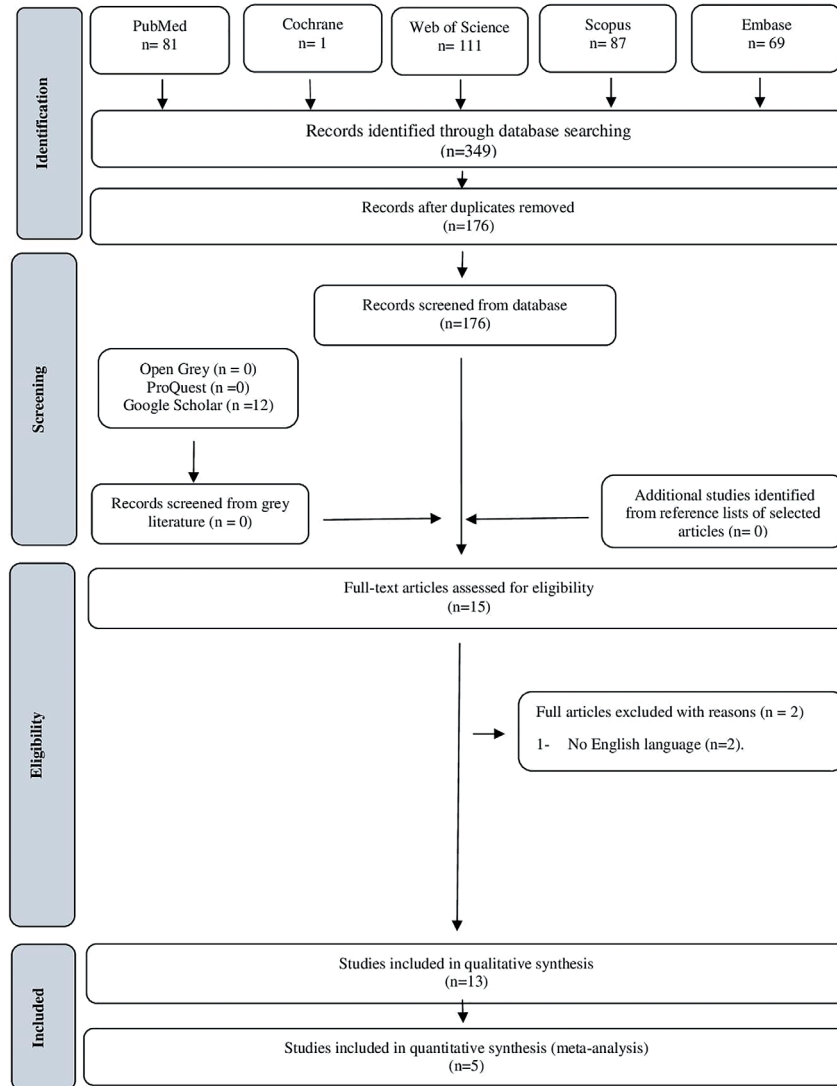 PubMed
n= 81
Cochrane
n= 1
Web of Science
n= 111
Scopus
n= 87
Embase
n= 69
Identification
Records identified through database searching
(n=349)
Records after duplicates removed
(n=176)
Screening
Records screened from database
(n=176)
Open Grey (n = 0)
ProQuest (n =0)
Google Scholar (n =12)
Records screened from grey
literature (n = 0)
Additional studies identified
from reference lists of selected
articles (n= 0)
Eligibility
Full-text articles assessed for eligibility
(n=15)
Full articles excluded with reasons (n = 2)
1- No English language (n=2).
Included
Studies included in qualitative synthesis
(n=13)
Studies included in quantitative synthesis (meta-analysis)
(n=5)